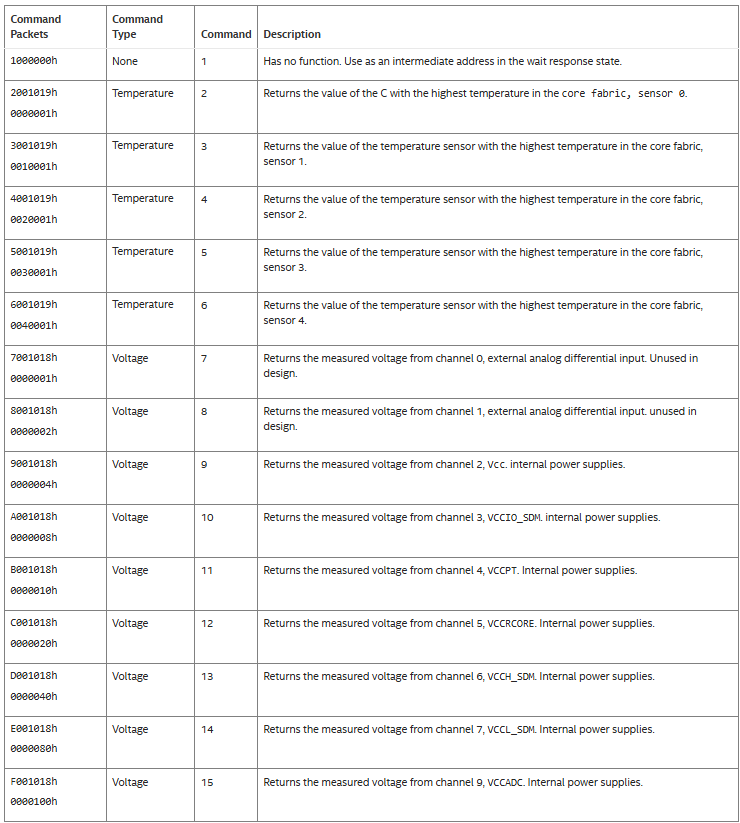 Command Packets Command Type Command Description
1000000h None 1 Has no function. Use as an intermediate address in the wait response state.
2001019h Temperature 2 Returns the value of the C with the highest temperature in the core fabric, sensor 0.
0000001h
3001019h Temperature 3 Returns the value of the temperature sensor with the highest temperature in the core fabric,
0010001h sensor 1.
4001019h Temperature 4 Returns the value of the temperature sensor with the highest temperature in the core fabric,
0020001h sensor 2.
5001019h Temperature 5 Returns the value of the temperature sensor with the highest temperature in the core fabric,
0030001h sensor 3.
6001019h Temperature 6 Returns the value of the temperature sensor with the highest temperature in the core fabric,
0040001h sensor 4.
7001018h Voltage 7 Returns the measured voltage from channel 0, external analog differential input. Unused in
0000001h design.
8001018h Voltage 8 Returns the measured voltage from channel 1, external analog differential input. unused in
0000002h design.
9001018h Voltage 9 Returns the measured voltage from channel 2, Vcc. internal power supplies.
0000004h
A001018h Voltage 10 Returns the measured voltage from channel 3, VCCIO_SDM. internal power supplies.
0000008h
B001018h Voltage 11 Returns the measured voltage from channel 4, VCCPT. Internal power supplies.
0000010h
C001018h Voltage 12 Returns the measured voltage from channel 5, VCCRCORE. Internal power supplies.
0000020h
D001018h Voltage 13 Returns the measured voltage from channel 6, VCCH_SDM. Internal power supplies.
0000040h
E001018h Voltage 14 Returns the measured voltage from channel 7, VCCL_SDM. Internal power supplies.
0000080h
F001018h Voltage 15 Returns the measured voltage from channel 9, VCCADC. Internal power supplies.
0000100h